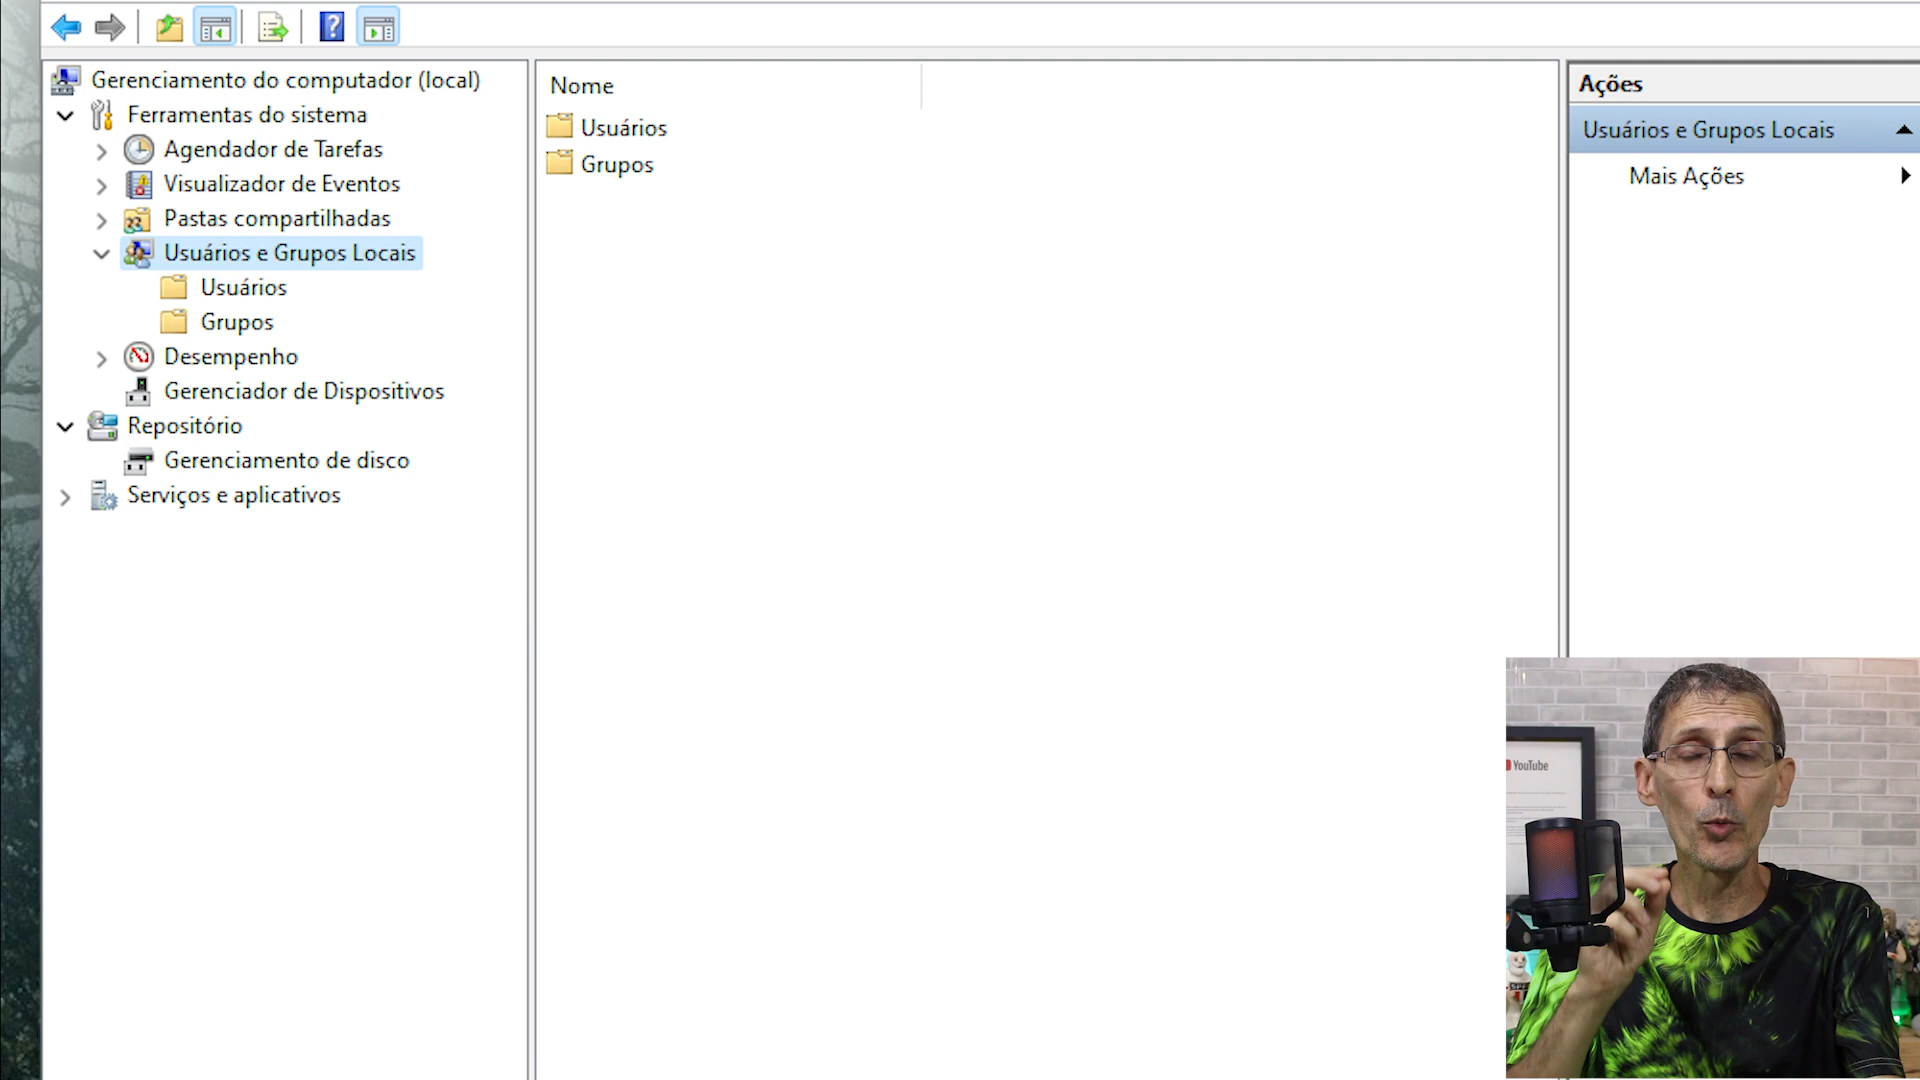 Gerenciamento do computador (local)
Ferramentas do sistema
Agendador de Tarefas
Visualizador de Eventos
Pastas compartilhadas
Usuários e Grupos Locais
Usuários
Grupos
Desempenho
Gerenciador de Dispositivos
Repositório
Gerenciamento de disco
Serviços e aplicativos
Nome
Usuários
Grupos
Ações
Usuários e Grupos Locais
Mais Ações
YouTube